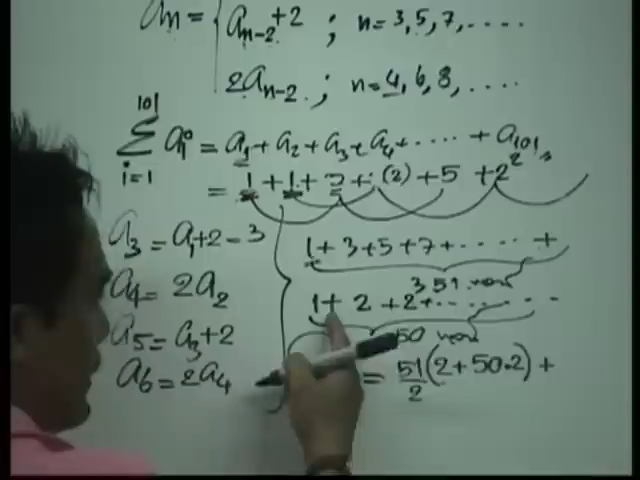 aₙ = { aₙ₋₂ + 2 ; n = 3, 5, 7, ....
2aₙ₋₂ ; n = 4, 6, 8, ....
101
∑ aᵢ = a₁ + a₂ + a₃ + a₄ + .... + a₁₀₁
i=1
= 1 + 1 + 3 + (2) + 5 + 2²
a₃ = a₁+2 = 3
1 + 3 + 5 + 7 + ..... +
a₄ = 2a₂
51
1 + 2 + 2² + ........
a₅ = a₃ + 2
50
a₆ = 2a₄
= 51/2 (2 + 50·2) +